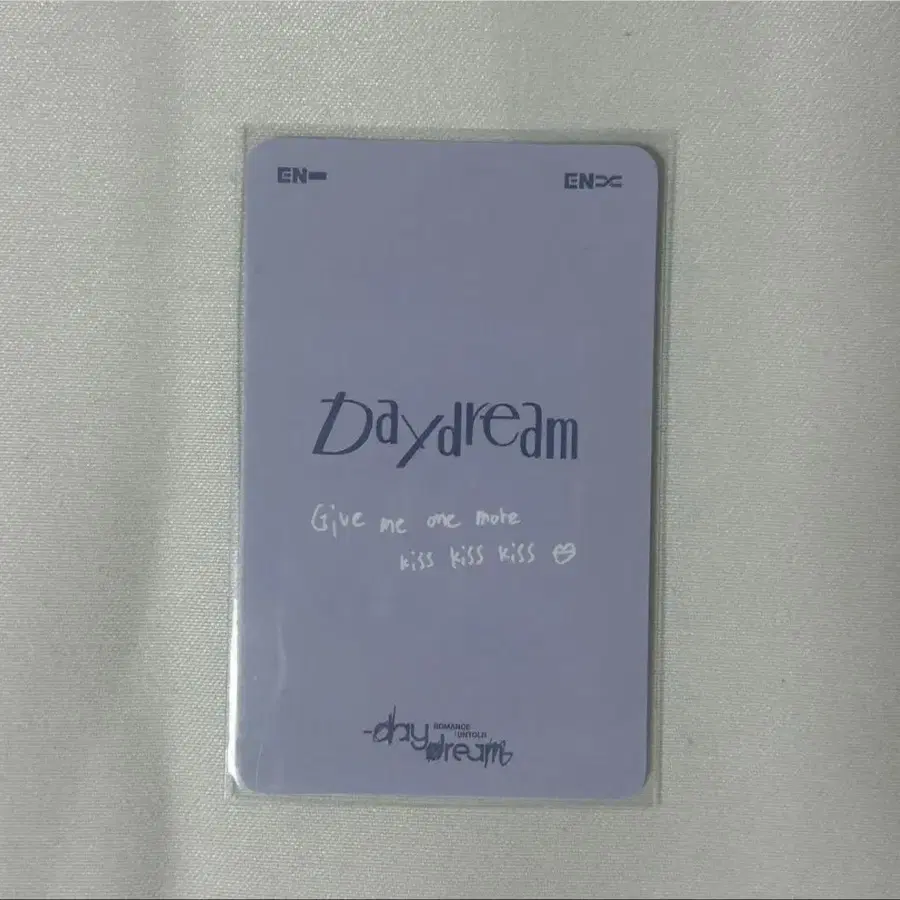 EN-
EN
Daydream
Give me one more
kiss kiss kiss
ROMANCE
: UNTOLD
-daydream-